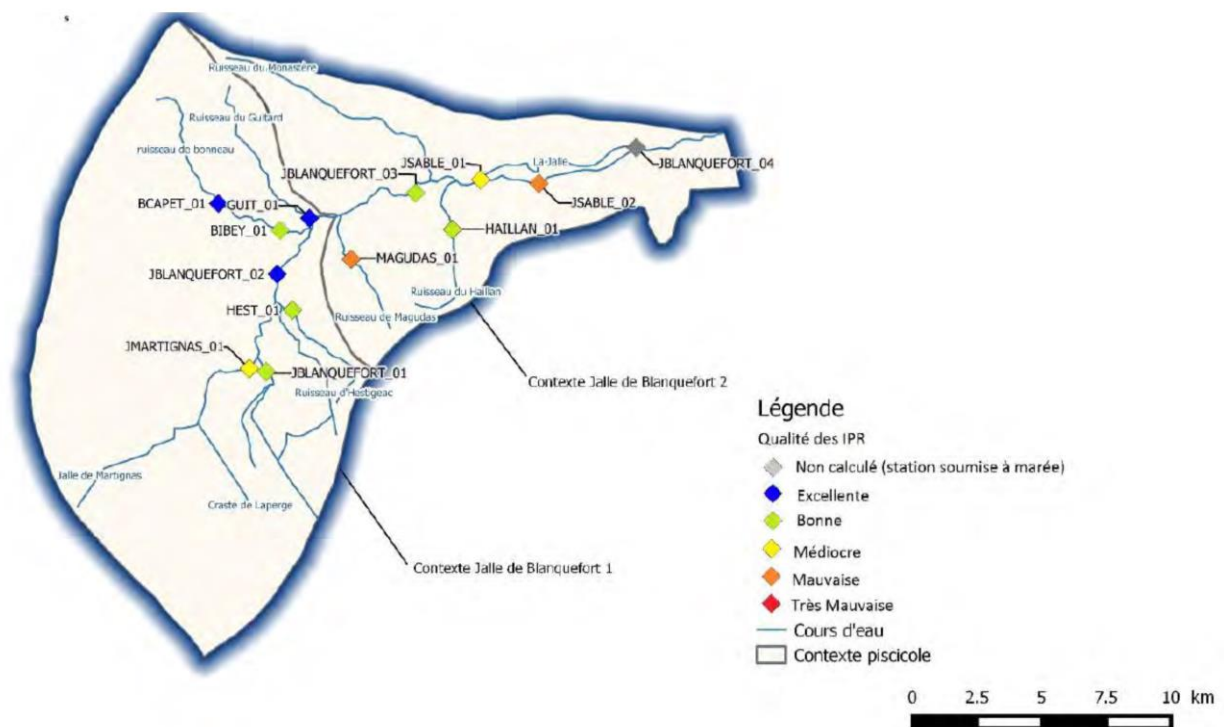 s
Ruisseau du Monastère
Ruisseau du Guitard
ruisseau de bonneau
JSABLE_01
La-Jalle
JBLANQUEFORT_04
JBLANQUEFORT_03
BCAPET_01
GUIT_01
JSABLE_02
BIBEY_01
HAILLAN_01
MAGUDAS_01
JBLANQUEFORT_02
Ruisseau du Haillan
HEST_01
Ruisseau de Magudas
JMARTIGNAS_01
JBLANQUEFORT_01
Contexte Jalle de Blanquefort 2
Ruisseau d'Hestigeac
Jalle de Martignas
Craste de Laperge
Contexte Jalle de Blanquefort 1
Légende
Qualité des IPR
Non calculé (station soumise à marée)
Excellente
Bonne
Médiocre
Mauvaise
Très Mauvaise
Cours d'eau
Contexte piscicole
0 2.5 5 7.5 10 km